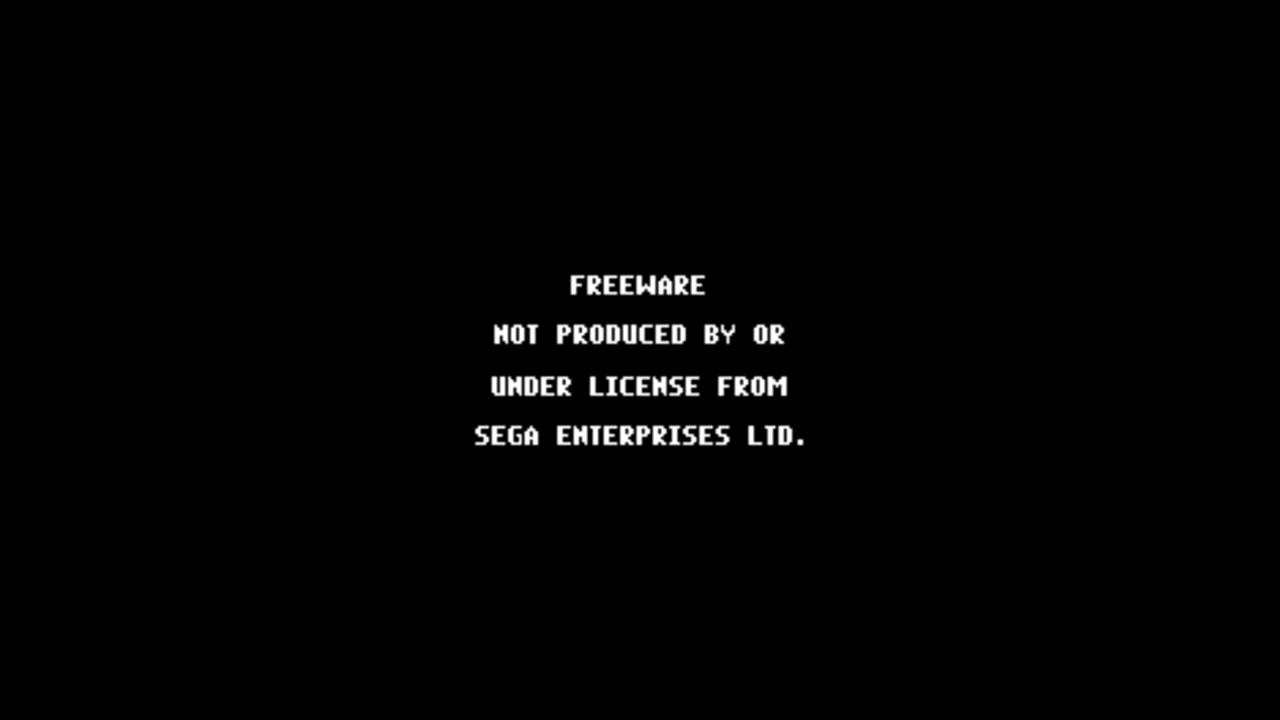 FREEWARE
NOT PRODUCED BY OR
UNDER LICENSE FROM
SEGA ENTERPRISES LTD.